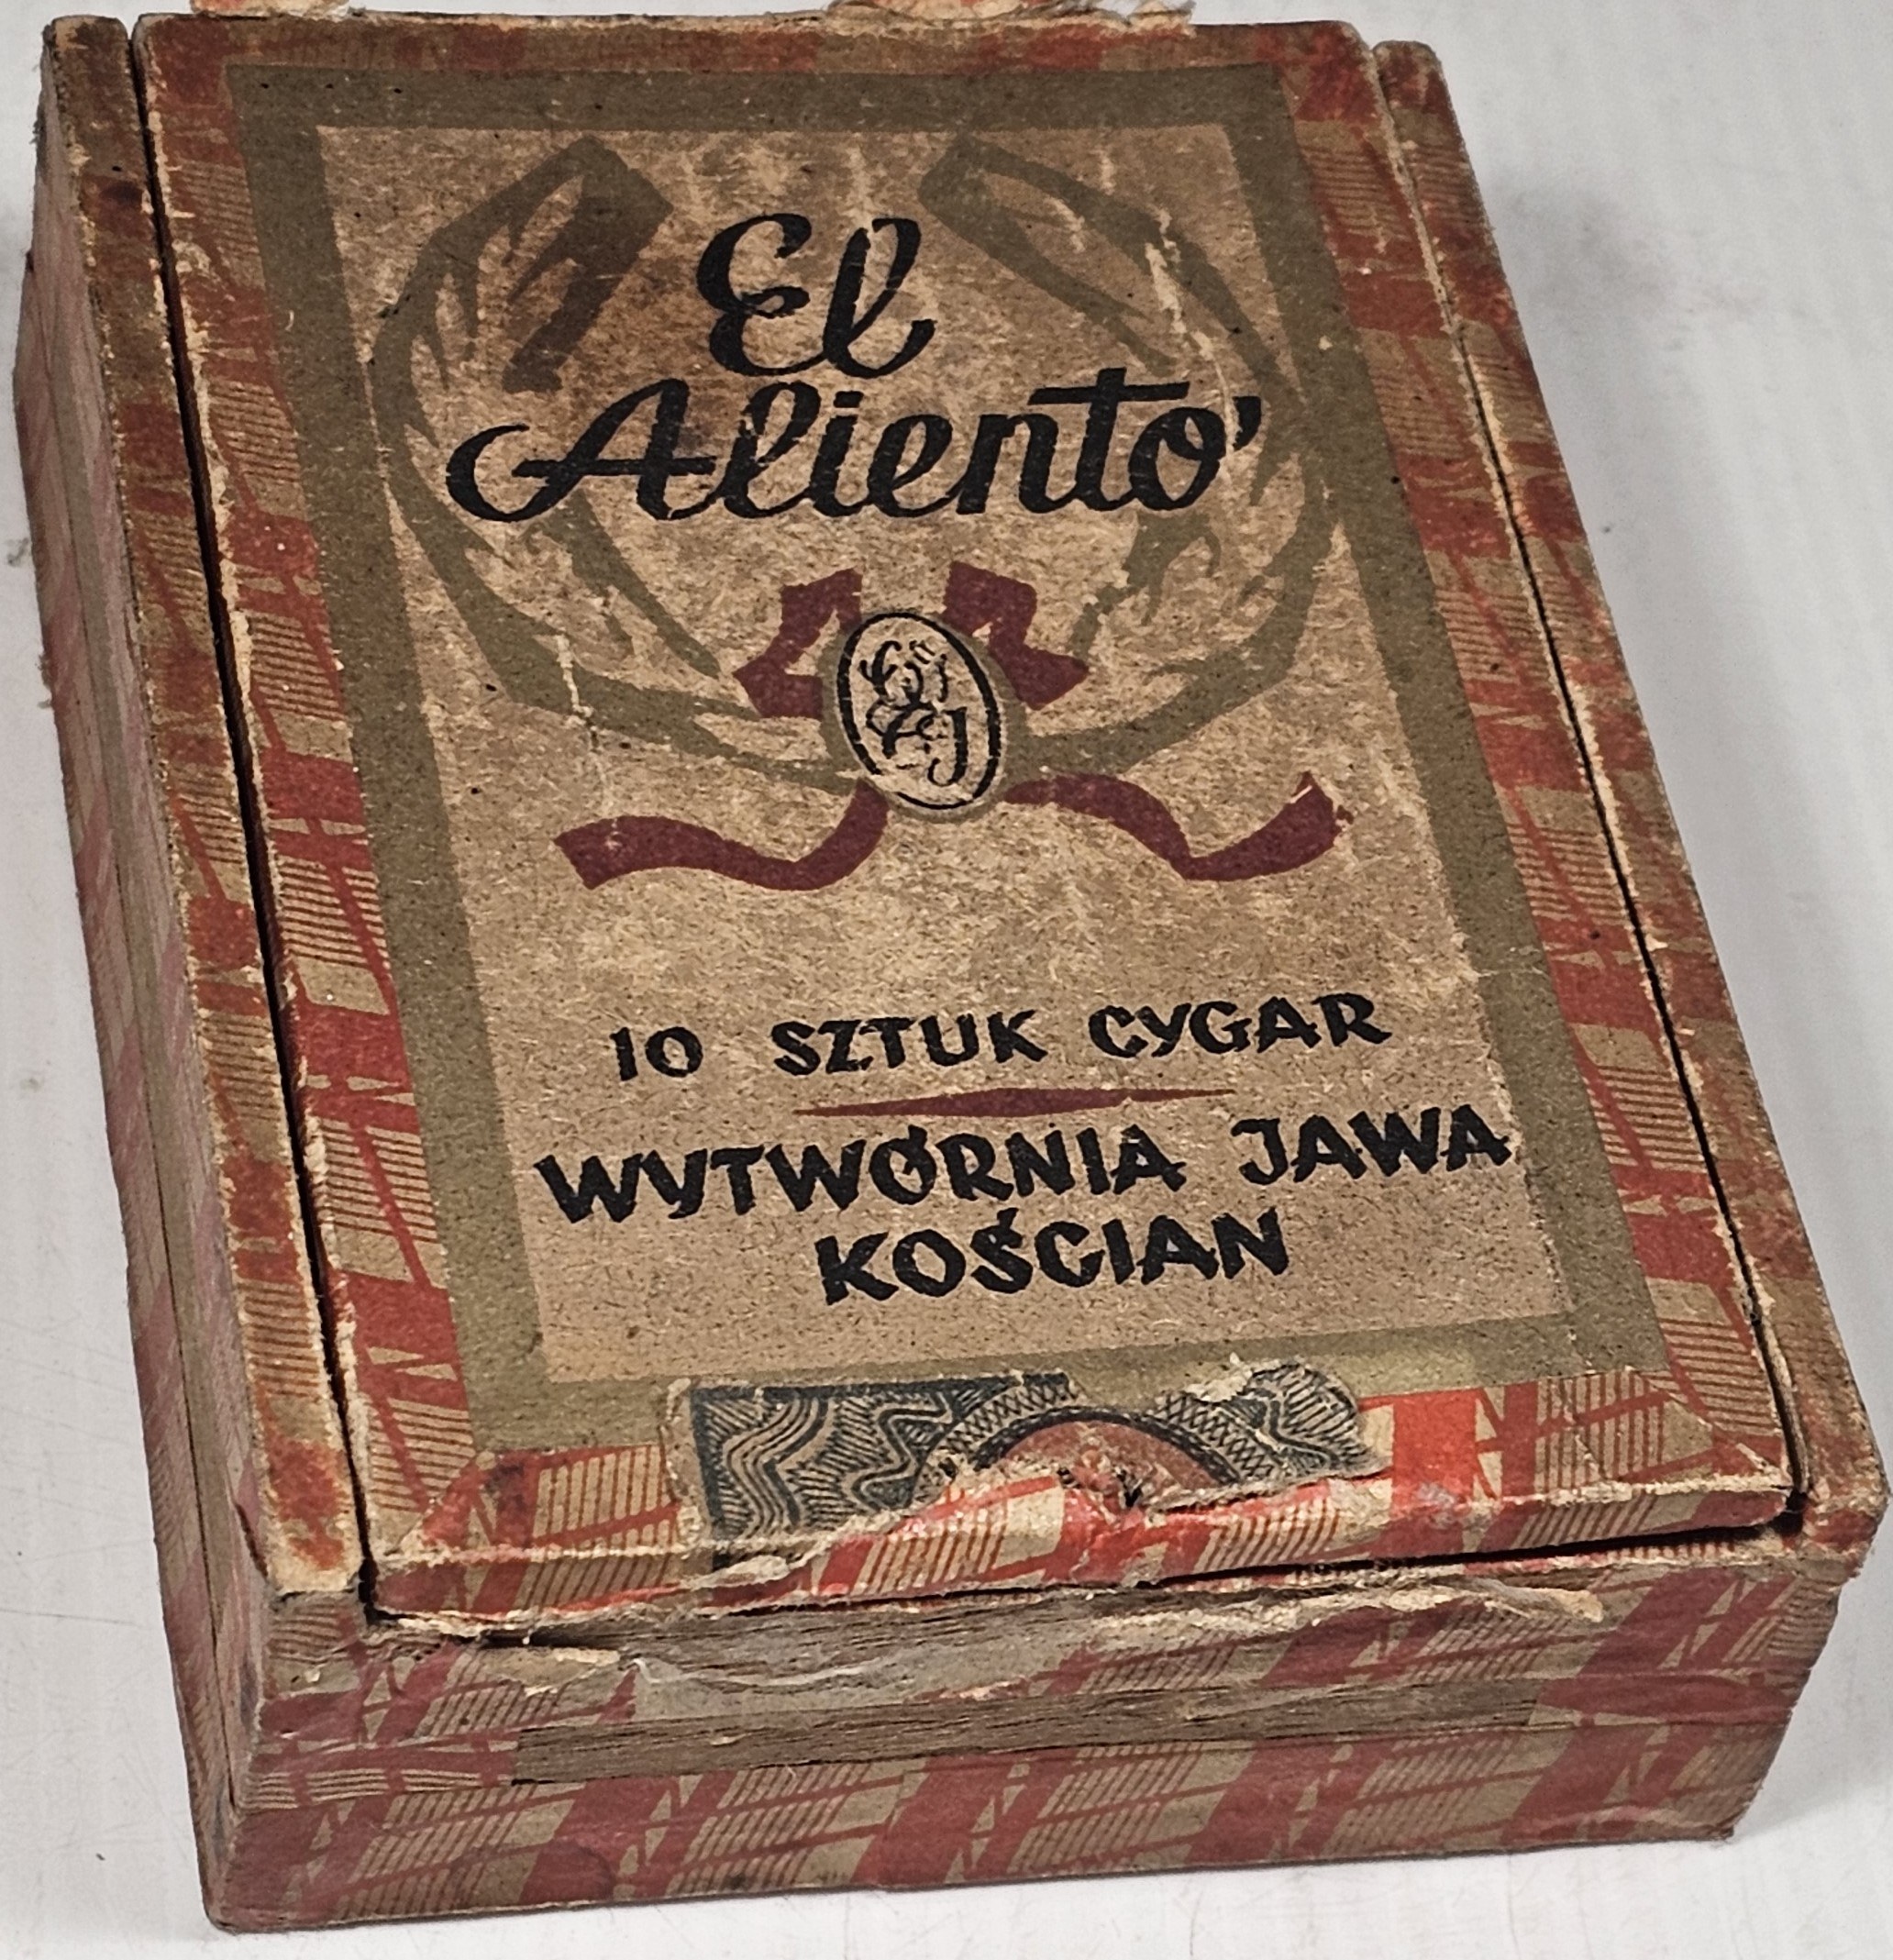 El
Aliento'
10 SZTUK CYGAR
WYTWÓRNIA JAWA
KOŚCIAN